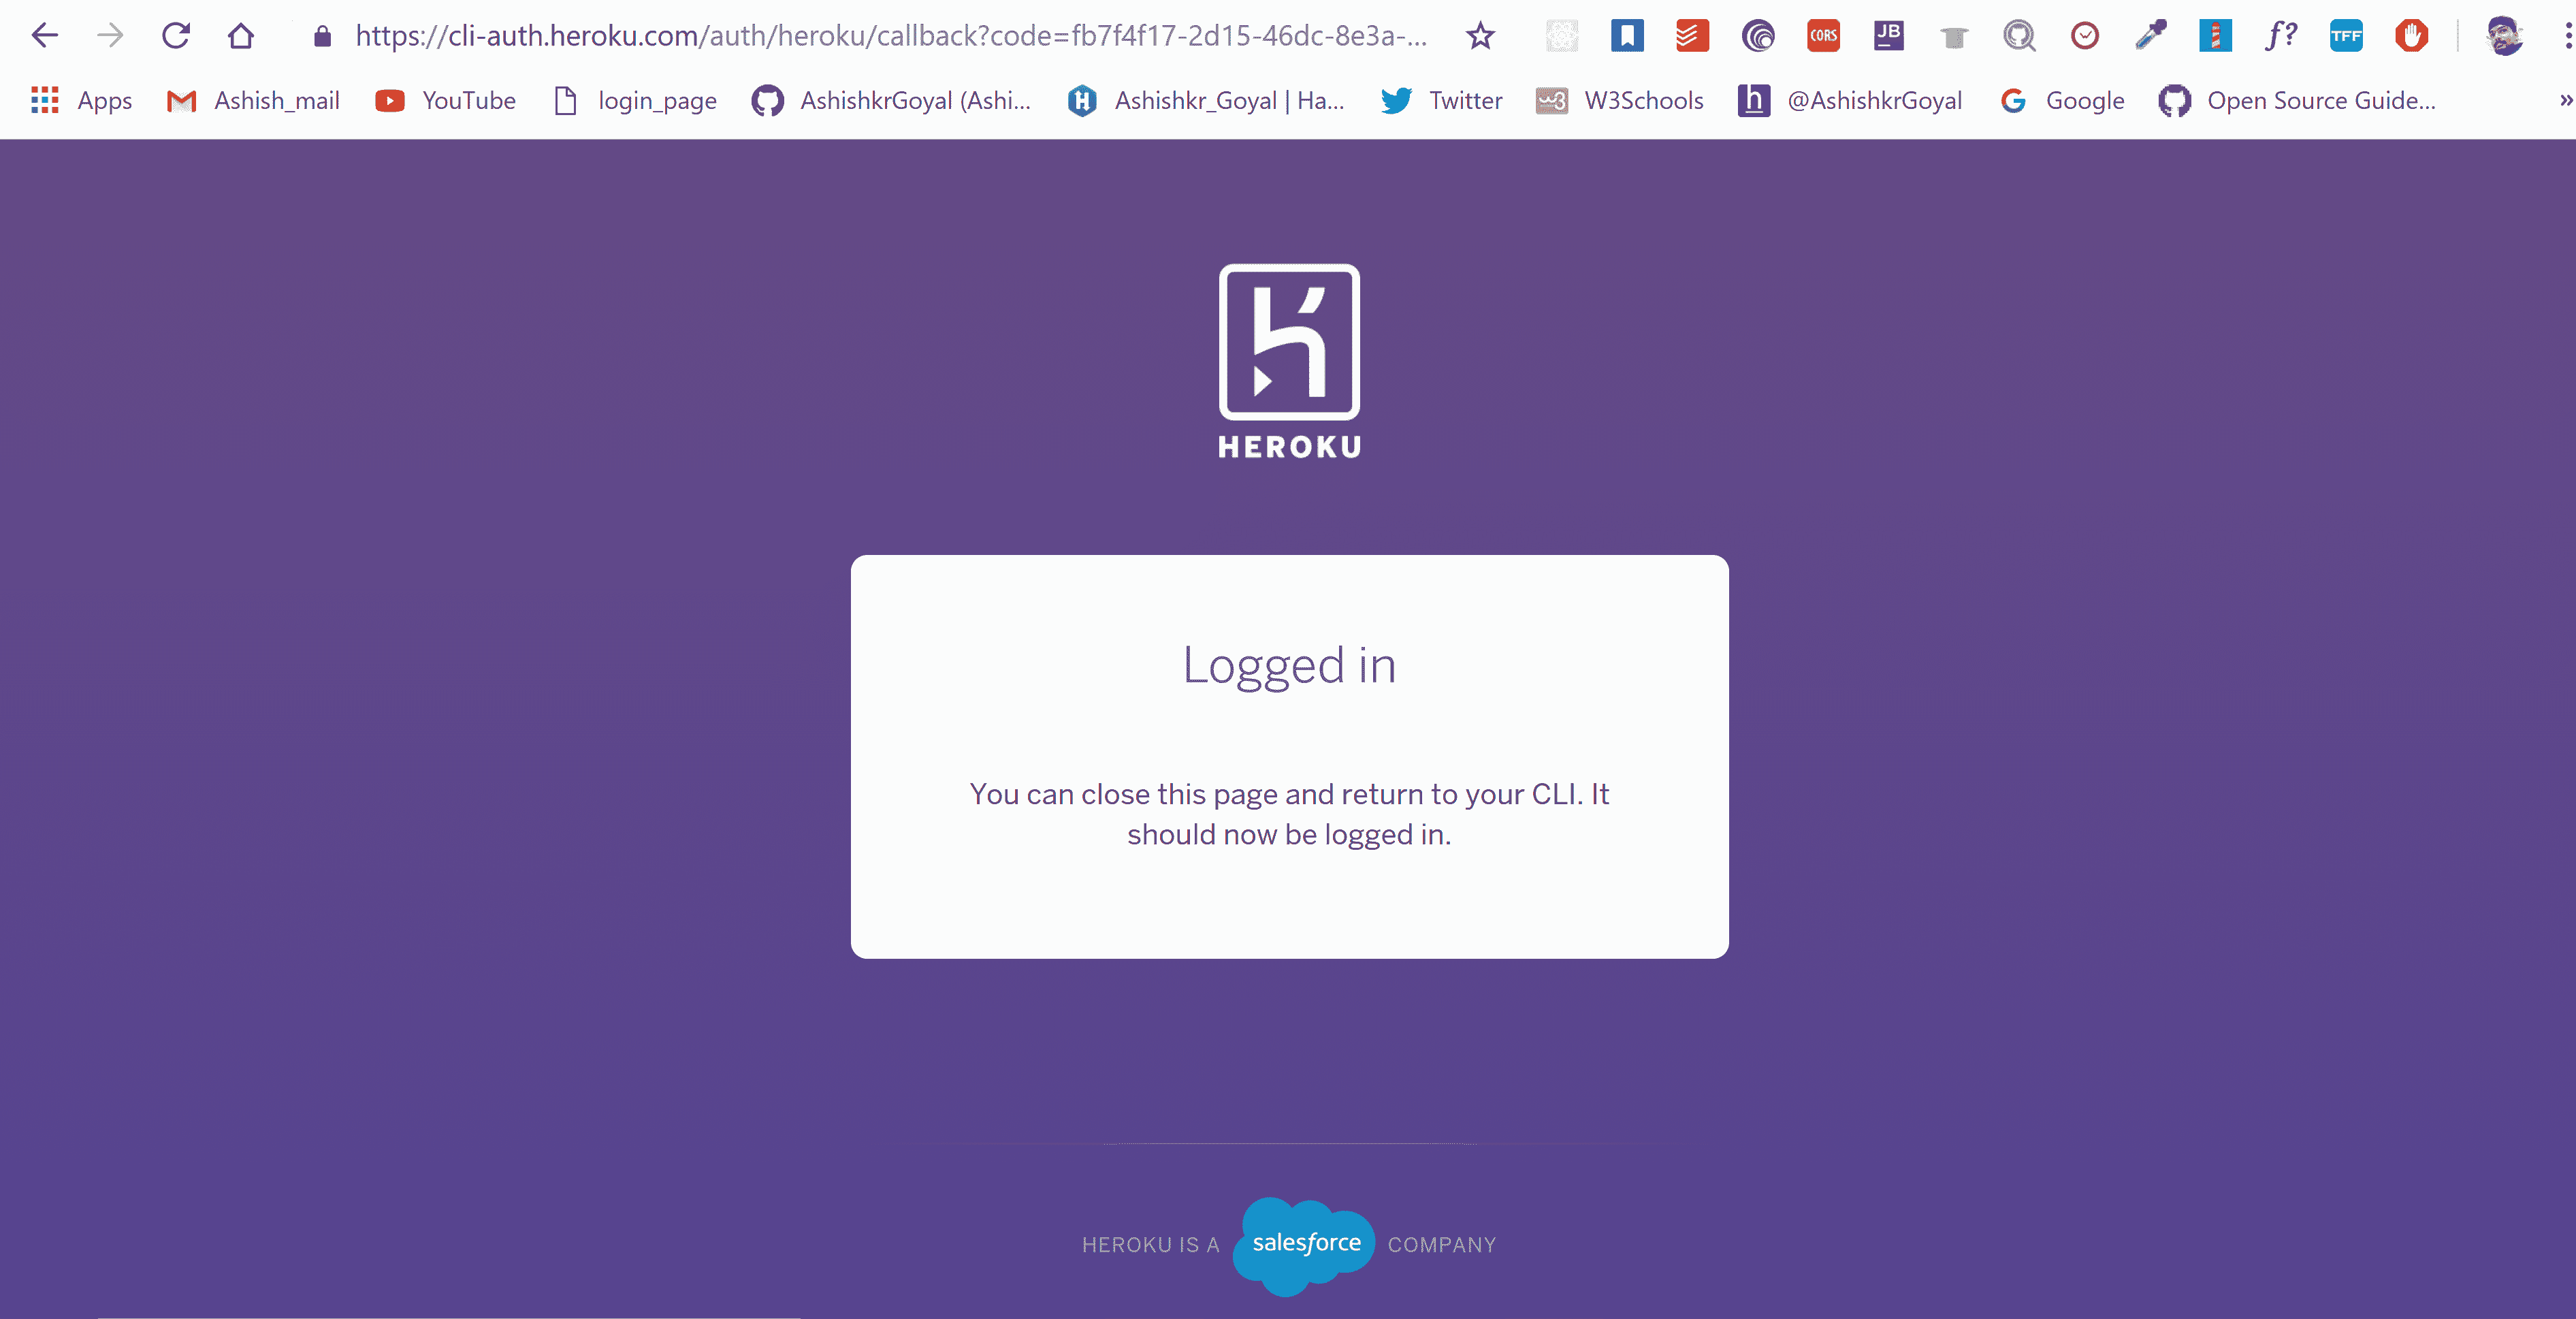 https://cli-auth.heroku.com/auth/heroku/callback?code=fb7f4f17-2d15-46dc-8e3a-...
CORS JB f? TFF
Apps Ashish_mail YouTube login_page AshishkrGoyal (Ashi... H Ashishkr_Goyal | Ha... Twitter w3 W3Schools h @AshishkrGoyal G Google Open Source Guide... »
HEROKU
Logged in
You can close this page and return to your CLI. It
should now be logged in.
HEROKU IS A salesforce COMPANY